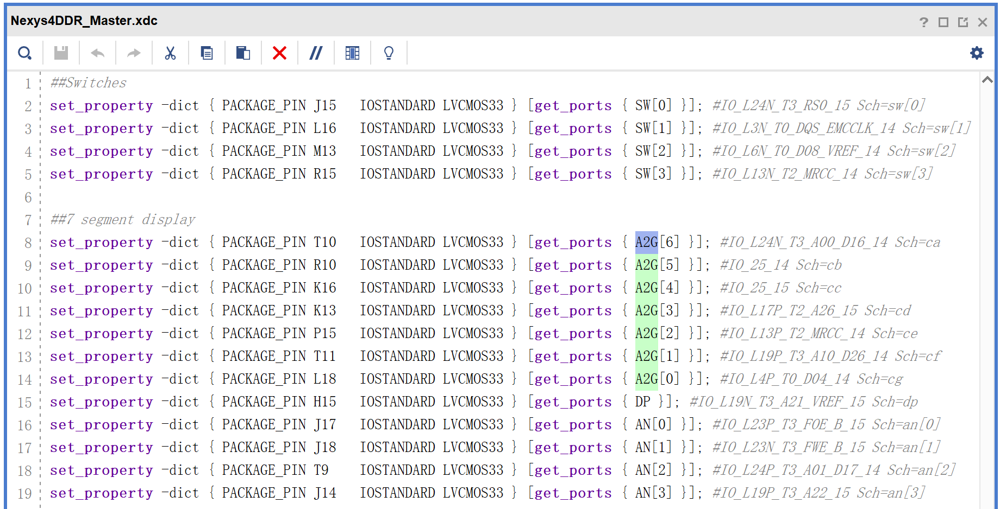 Nexys4DDR_Master.xdc
1 ##Switches
2 set_property -dict { PACKAGE_PIN J15   IOSTANDARD LVCMOS33 } [get_ports { SW[0] }]; #IO_L24N_T3_RS0_15 Sch=sw[0]
3 set_property -dict { PACKAGE_PIN L16   IOSTANDARD LVCMOS33 } [get_ports { SW[1] }]; #IO_L3N_T0_DQS_EMCCLK_14 Sch=sw[1]
4 set_property -dict { PACKAGE_PIN M13   IOSTANDARD LVCMOS33 } [get_ports { SW[2] }]; #IO_L6N_T0_D08_VREF_14 Sch=sw[2]
5 set_property -dict { PACKAGE_PIN R15   IOSTANDARD LVCMOS33 } [get_ports { SW[3] }]; #IO_L13N_T2_MRCC_14 Sch=sw[3]
6
7 ##7 segment display
8 set_property -dict { PACKAGE_PIN T10   IOSTANDARD LVCMOS33 } [get_ports { A2G[6] }]; #IO_L24N_T3_A00_D16_14 Sch=ca
9 set_property -dict { PACKAGE_PIN R10   IOSTANDARD LVCMOS33 } [get_ports { A2G[5] }]; #IO_25_14 Sch=cb
10 set_property -dict { PACKAGE_PIN K16   IOSTANDARD LVCMOS33 } [get_ports { A2G[4] }]; #IO_25_15 Sch=cc
11 set_property -dict { PACKAGE_PIN K13   IOSTANDARD LVCMOS33 } [get_ports { A2G[3] }]; #IO_L17P_T2_A26_15 Sch=cd
12 set_property -dict { PACKAGE_PIN P15   IOSTANDARD LVCMOS33 } [get_ports { A2G[2] }]; #IO_L13P_T2_MRCC_14 Sch=ce
13 set_property -dict { PACKAGE_PIN T11   IOSTANDARD LVCMOS33 } [get_ports { A2G[1] }]; #IO_L19P_T3_A10_D26_14 Sch=cf
14 set_property -dict { PACKAGE_PIN L18   IOSTANDARD LVCMOS33 } [get_ports { A2G[0] }]; #IO_L4P_T0_D04_14 Sch=cg
15 set_property -dict { PACKAGE_PIN H15   IOSTANDARD LVCMOS33 } [get_ports { DP }]; #IO_L19N_T3_A21_VREF_15 Sch=dp
16 set_property -dict { PACKAGE_PIN J17   IOSTANDARD LVCMOS33 } [get_ports { AN[0] }]; #IO_L23P_T3_FOE_B_15 Sch=an[0]
17 set_property -dict { PACKAGE_PIN J18   IOSTANDARD LVCMOS33 } [get_ports { AN[1] }]; #IO_L23N_T3_FWE_B_15 Sch=an[1]
18 set_property -dict { PACKAGE_PIN T9    IOSTANDARD LVCMOS33 } [get_ports { AN[2] }]; #IO_L24P_T3_A01_D17_14 Sch=an[2]
19 set_property -dict { PACKAGE_PIN J14   IOSTANDARD LVCMOS33 } [get_ports { AN[3] }]; #IO_L19P_T3_A22_15 Sch=an[3]